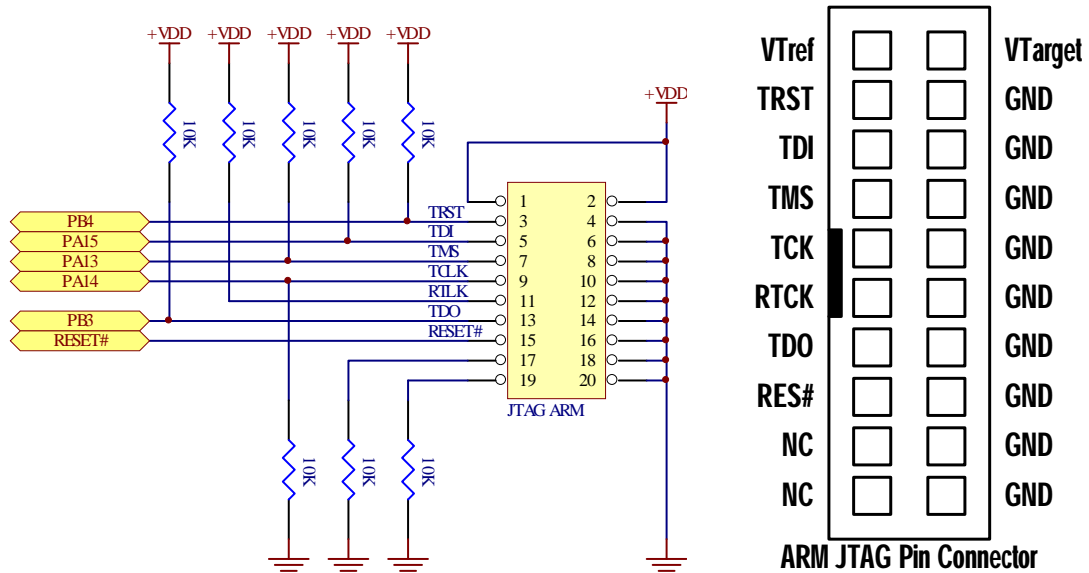 +VDD +VDD +VDD +VDD +VDD
10K 10K 10K 10K 10K
+VDD
PB4 TRST 1 2
PA15 TDI 3 4
PA13 TMS 5 6
PA14 TCLK 7 8
RTLK 9 10
PB3 TDO 11 12
RESET# RESET# 13 14
15 16
17 18
19 20
JTAG ARM
10K 10K 10K
VTref VTarget
TRST GND
TDI GND
TMS GND
TCK GND
RTCK GND
TDO GND
RES# GND
NC GND
NC GND
ARM JTAG Pin Connector